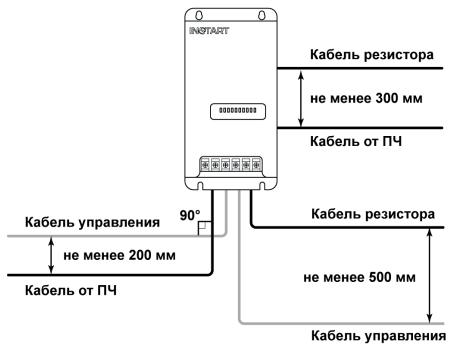 INSTART
Кабель резистора
не менее 300 мм
Кабель от ПЧ
90°
Кабель управления
не менее 200 мм
Кабель от ПЧ
Кабель резистора
не менее 500 мм
Кабель управления